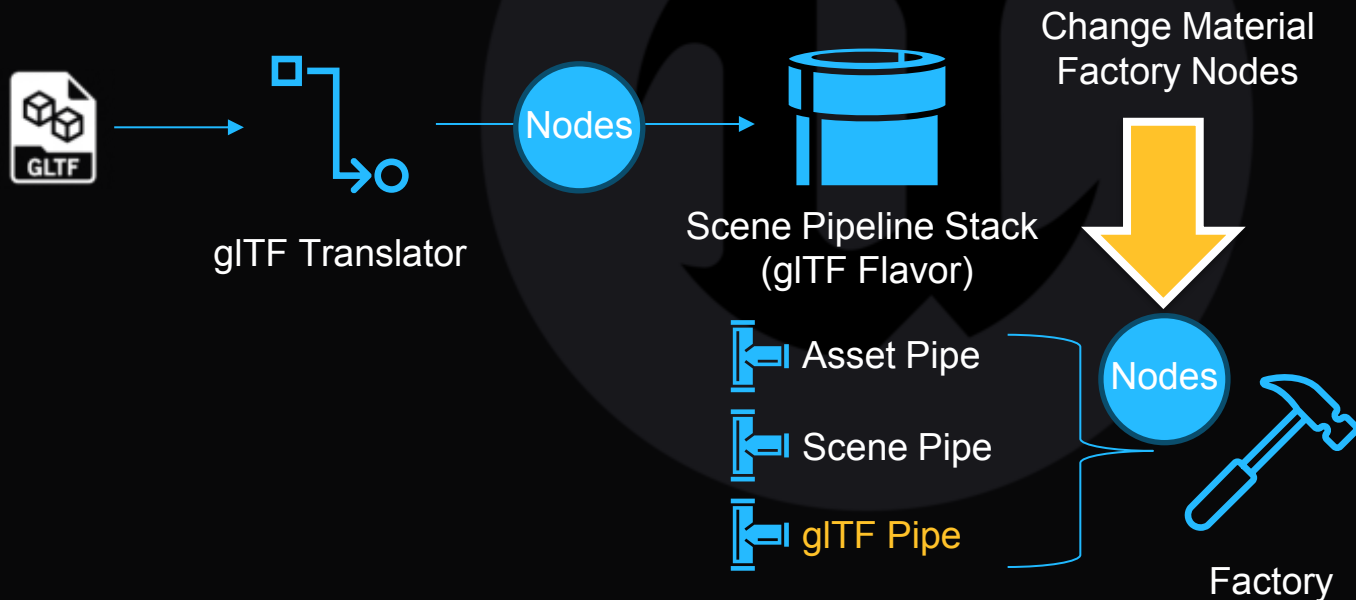 Change Material
Factory Nodes
GLTF
Nodes
glTF Translator
Scene Pipeline Stack
(glTF Flavor)
Asset Pipe
Nodes
Scene Pipe
glTF Pipe
Factory